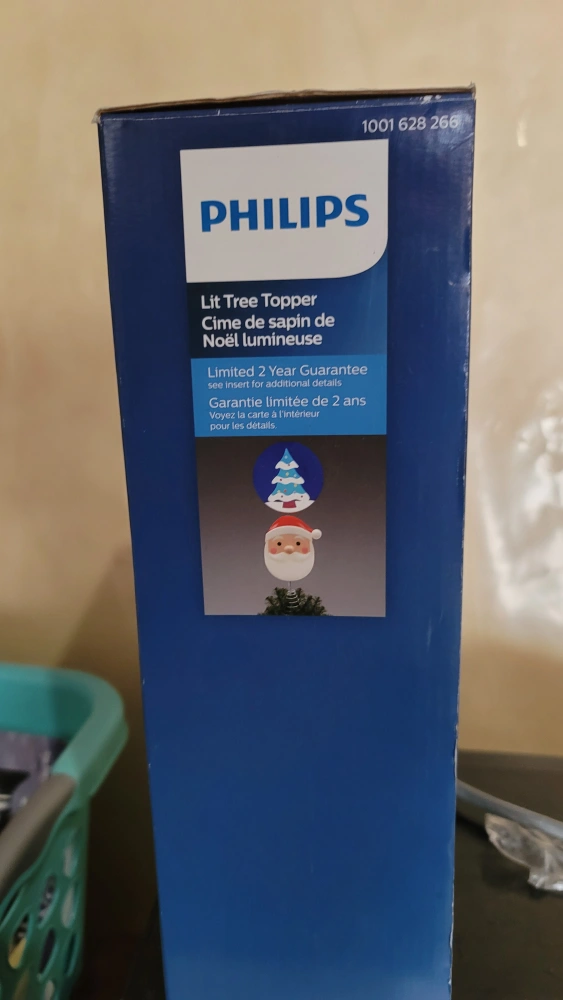 1001 628 266
PHILIPS
Lit Tree Topper
Cime de sapin de
Noël lumineuse
Limited 2 Year Guarantee
see insert for additional details
Garantie limitée de 2 ans
Voyez la carte à l'intérieur
pour les détails.